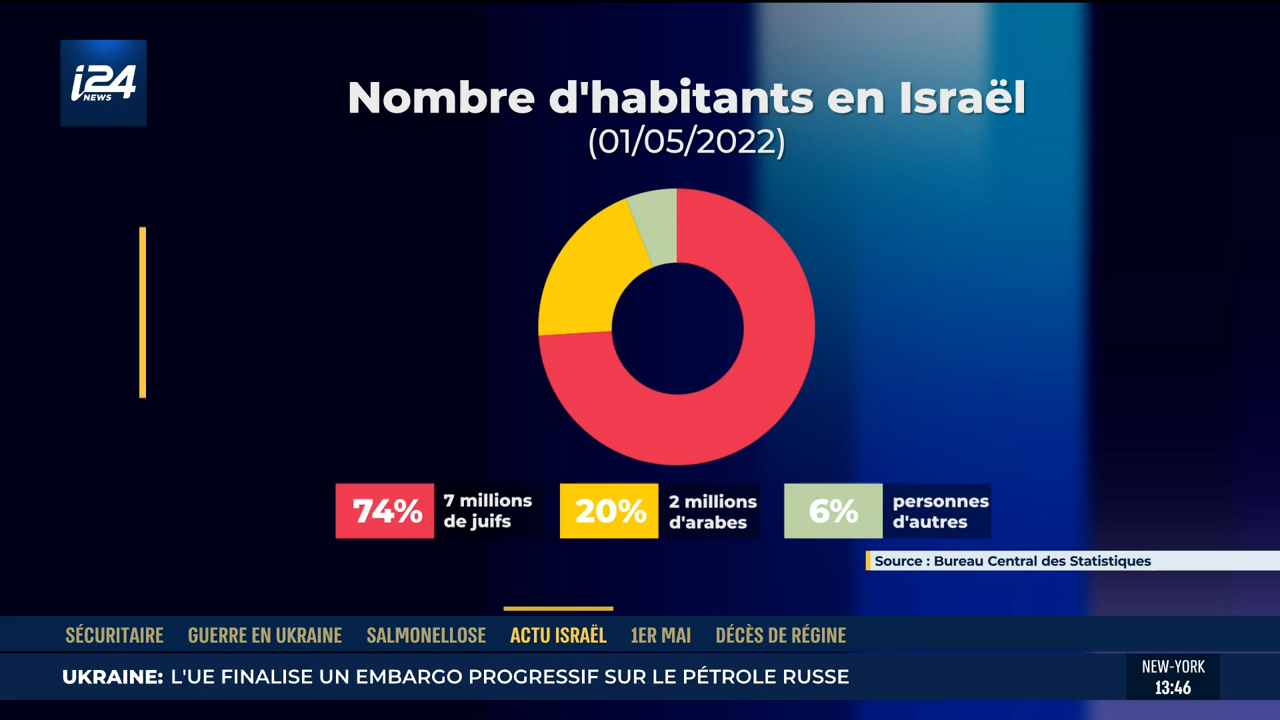 i24
NEWS
Nombre d'habitants en Israël
(01/05/2022)
74%
7 millions
de juifs
20%
2 millions
d'arabes
6%
personnes
d'autres
Source : Bureau Central des Statistiques
SÉCURITAIRE GUERRE EN UKRAINE SALMONELLOSE ACTU ISRAËL 1ER MAI DÉCÈS DE RÉGINE
UKRAINE: L'UE FINALISE UN EMBARGO PROGRESSIF SUR LE PÉTROLE RUSSE
NEW-YORK
13:46